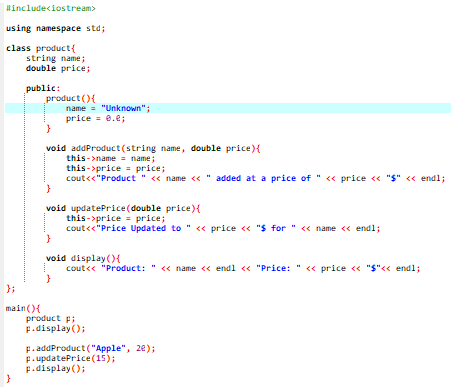 #include<iostream>
using namespace std;
class product{
string name;
double price;
public:
product(){
name = "Unknown";
price = 0.0;
}
void addProduct(string name, double price){
this->name = name;
this->price = price;
cout<<"Product " << name << " added at a price of " << price << "$" << endl;
}
void updatePrice(double price){
this->price = price;
cout<<"Price Updated to " << price << "$ for " << name << endl;
}
void display(){
cout<< "Product: " << name << endl << "Price: " << price << "$"<< endl;
}
};
main(){
product p;
p.display();
p.addProduct("Apple", 20);
p.updatePrice(15);
p.display();
}